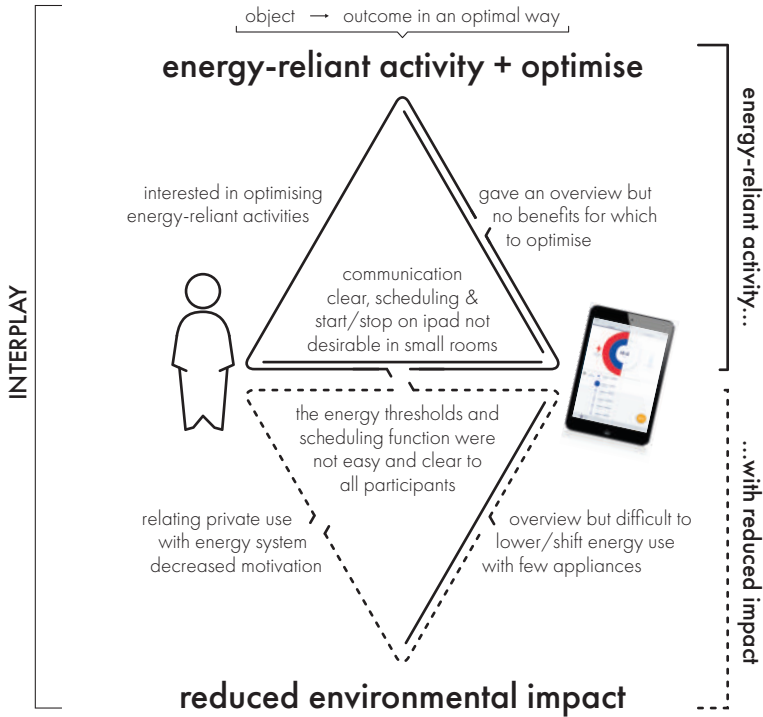 object → outcome in an optimal way
energy-reliant activity + optimise
interested in optimising
energy-reliant activities
gave an overview but
no benefits for which
to optimise
communication
clear, scheduling &
start/stop on ipad not
desirable in small rooms
INTERPLAY
energy-reliant activity...
the energy thresholds and
scheduling function were
not easy and clear to
all participants
relating private use
with energy system
decreased motivation
overview but difficult to
lower/shift energy use
with few appliances
...with reduced impact
reduced environmental impact